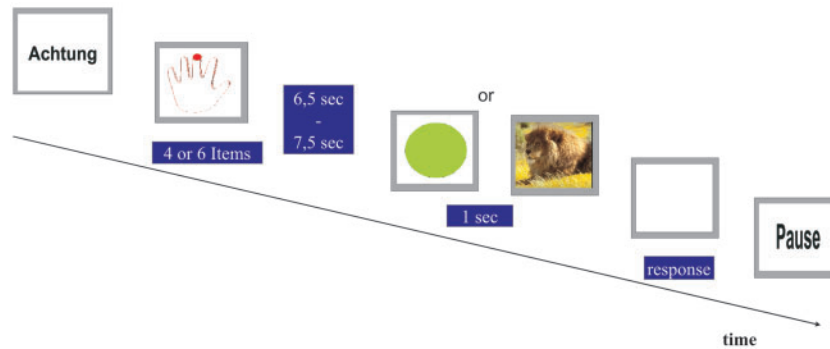 Achtung
4 or 6 Items
6,5 sec
-
7,5 sec
or
1 sec
response
Pause
time